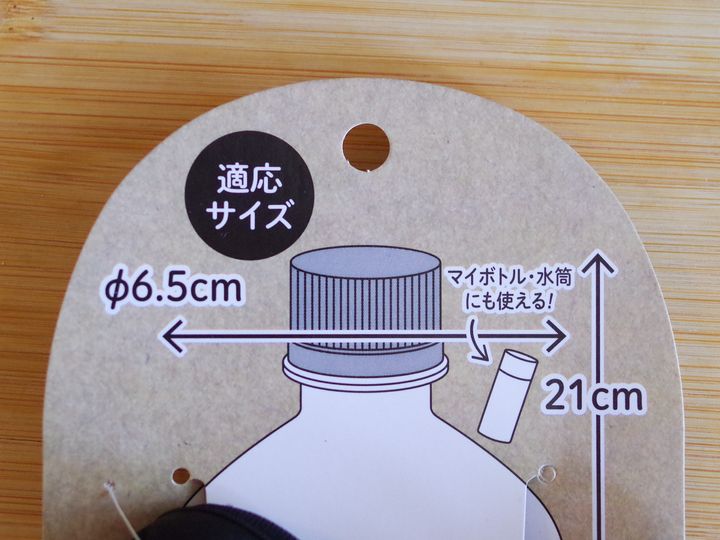 適応
サイズ
φ6.5cm
マイボトル・水筒
にも使える!
21cm